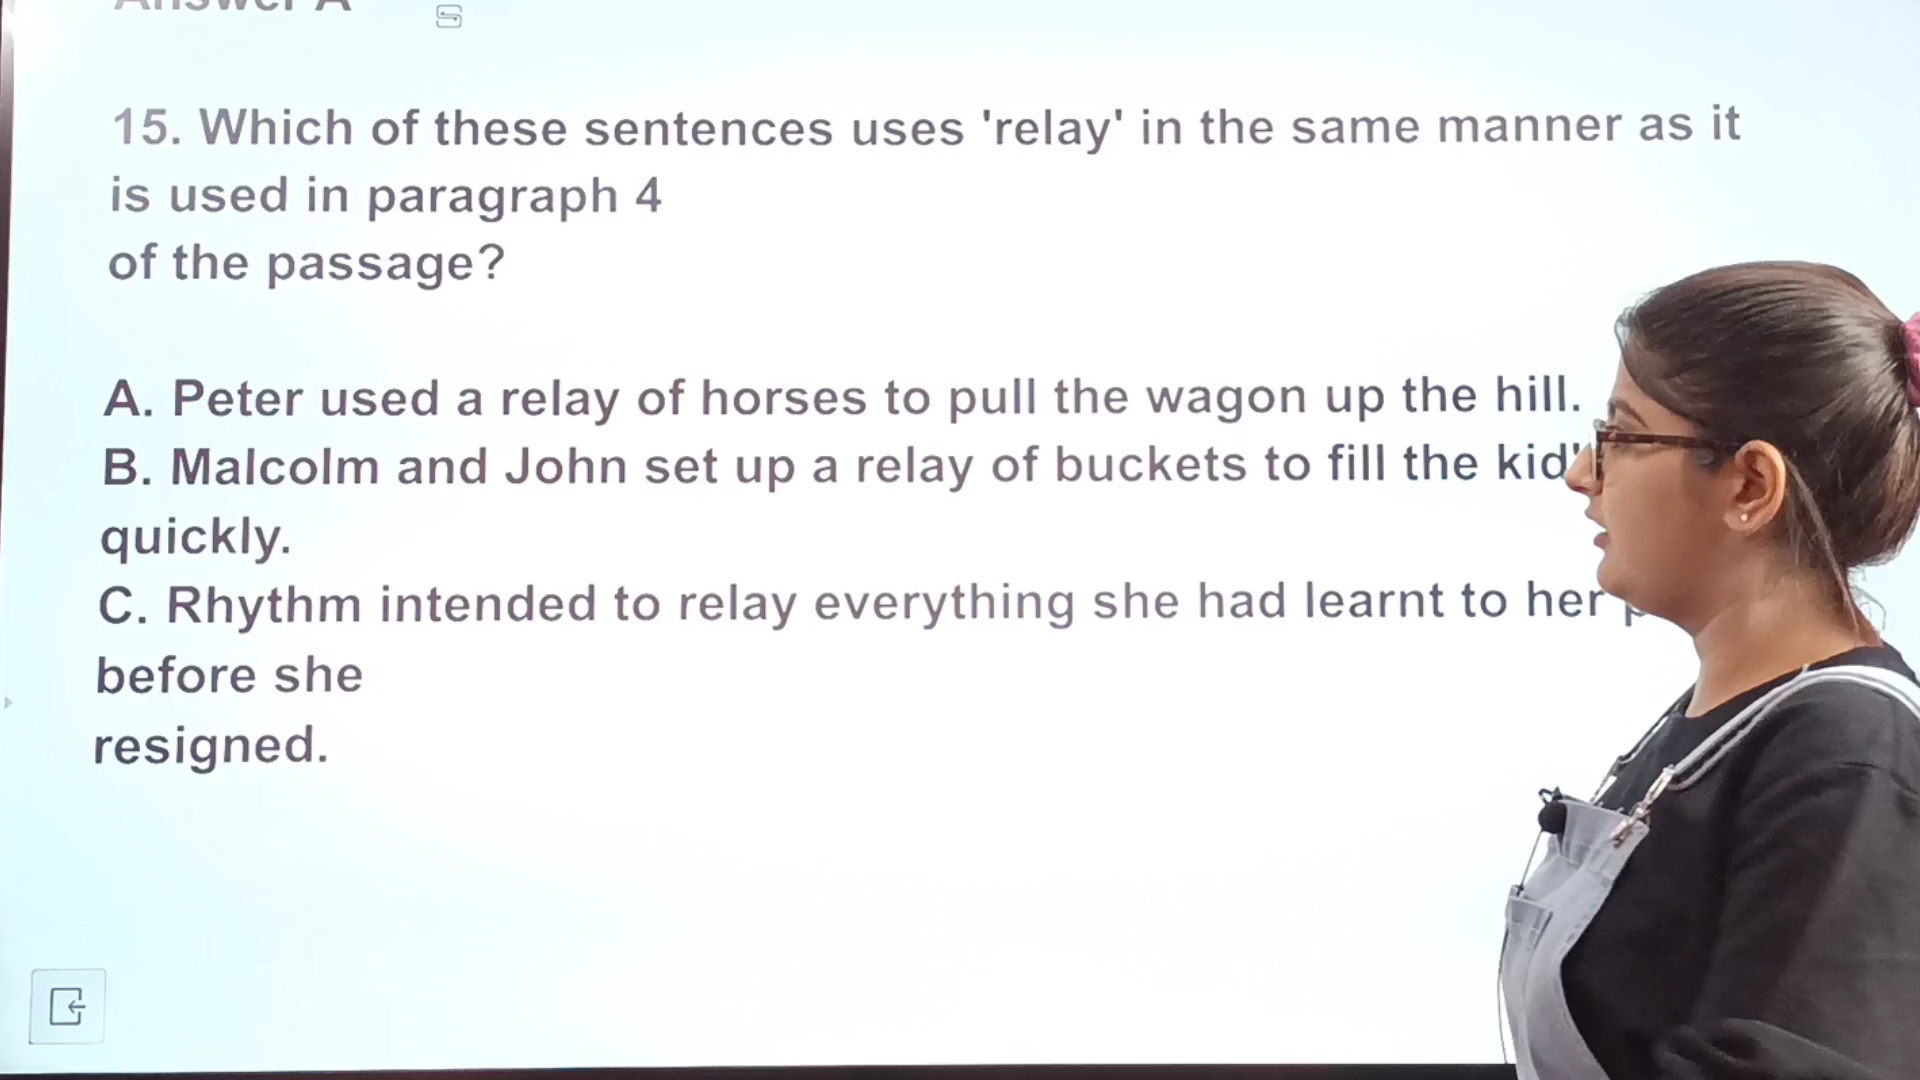 Answer A
15. Which of these sentences uses 'relay' in the same manner as it
is used in paragraph 4
of the passage?
A. Peter used a relay of horses to pull the wagon up the hill.
B. Malcolm and John set up a relay of buckets to fill the kid'
quickly.
C. Rhythm intended to relay everything she had learnt to her
before she
resigned.